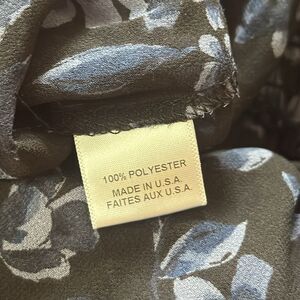 100% POLYESTER
MADE IN U.S.A.
FAITES AUX U.S.A.